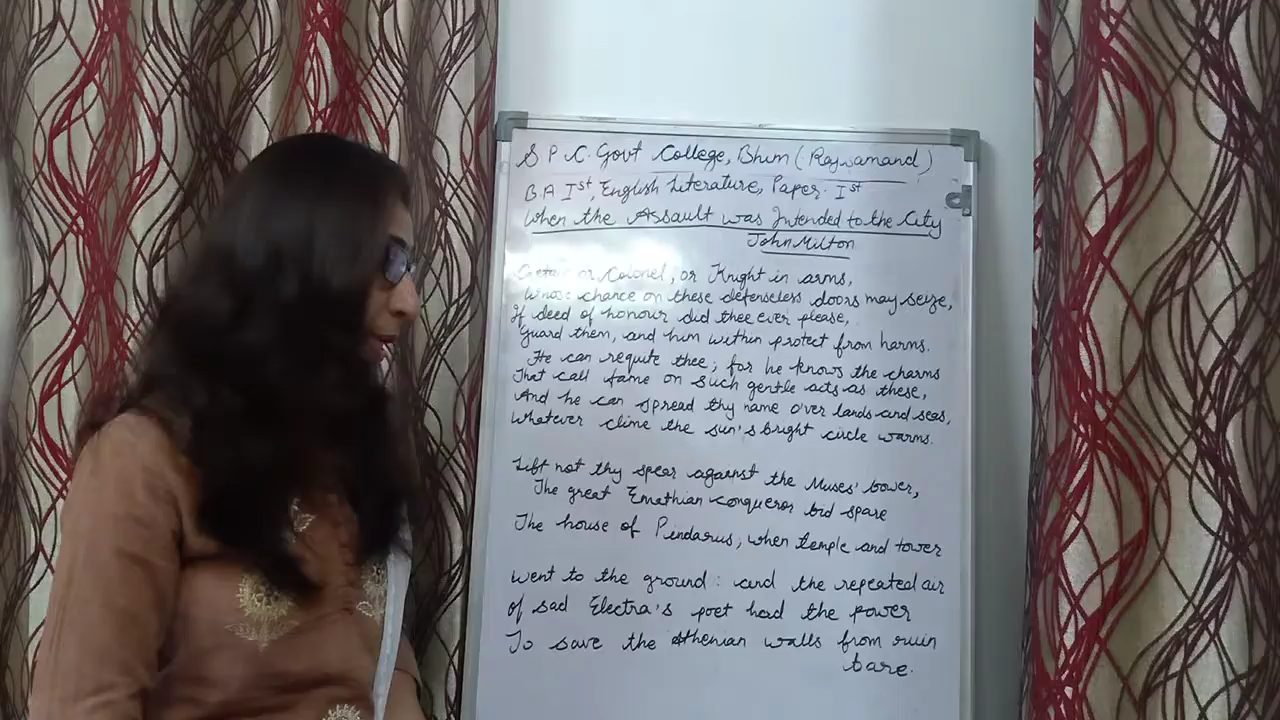 S P C. Govt College, Bhim (Rajsamand)
B.A Ist, English Literature, Paper: Ist
When the Assault was Intended to the City
John Milton
or Colonel, or Knight in arms,
Whose chance on these defenseless doors may seize,
If deed of honour did thee ever please,
guard them, and him within protect from harms.
He can requite thee; for he knows the charms
That call fame on such gentle acts as these,
And he can spread thy name over lands and seas,
Whatever clime the sun's bright circle warms.
Lift not thy spear against the Muses' bower,
The great Emathian conqueror bid spare
The house of Pindarus, when temple and tower
Went to the ground: and the repeated air
of sad Electra's poet had the power
To save the Athenian walls from ruin
bare.